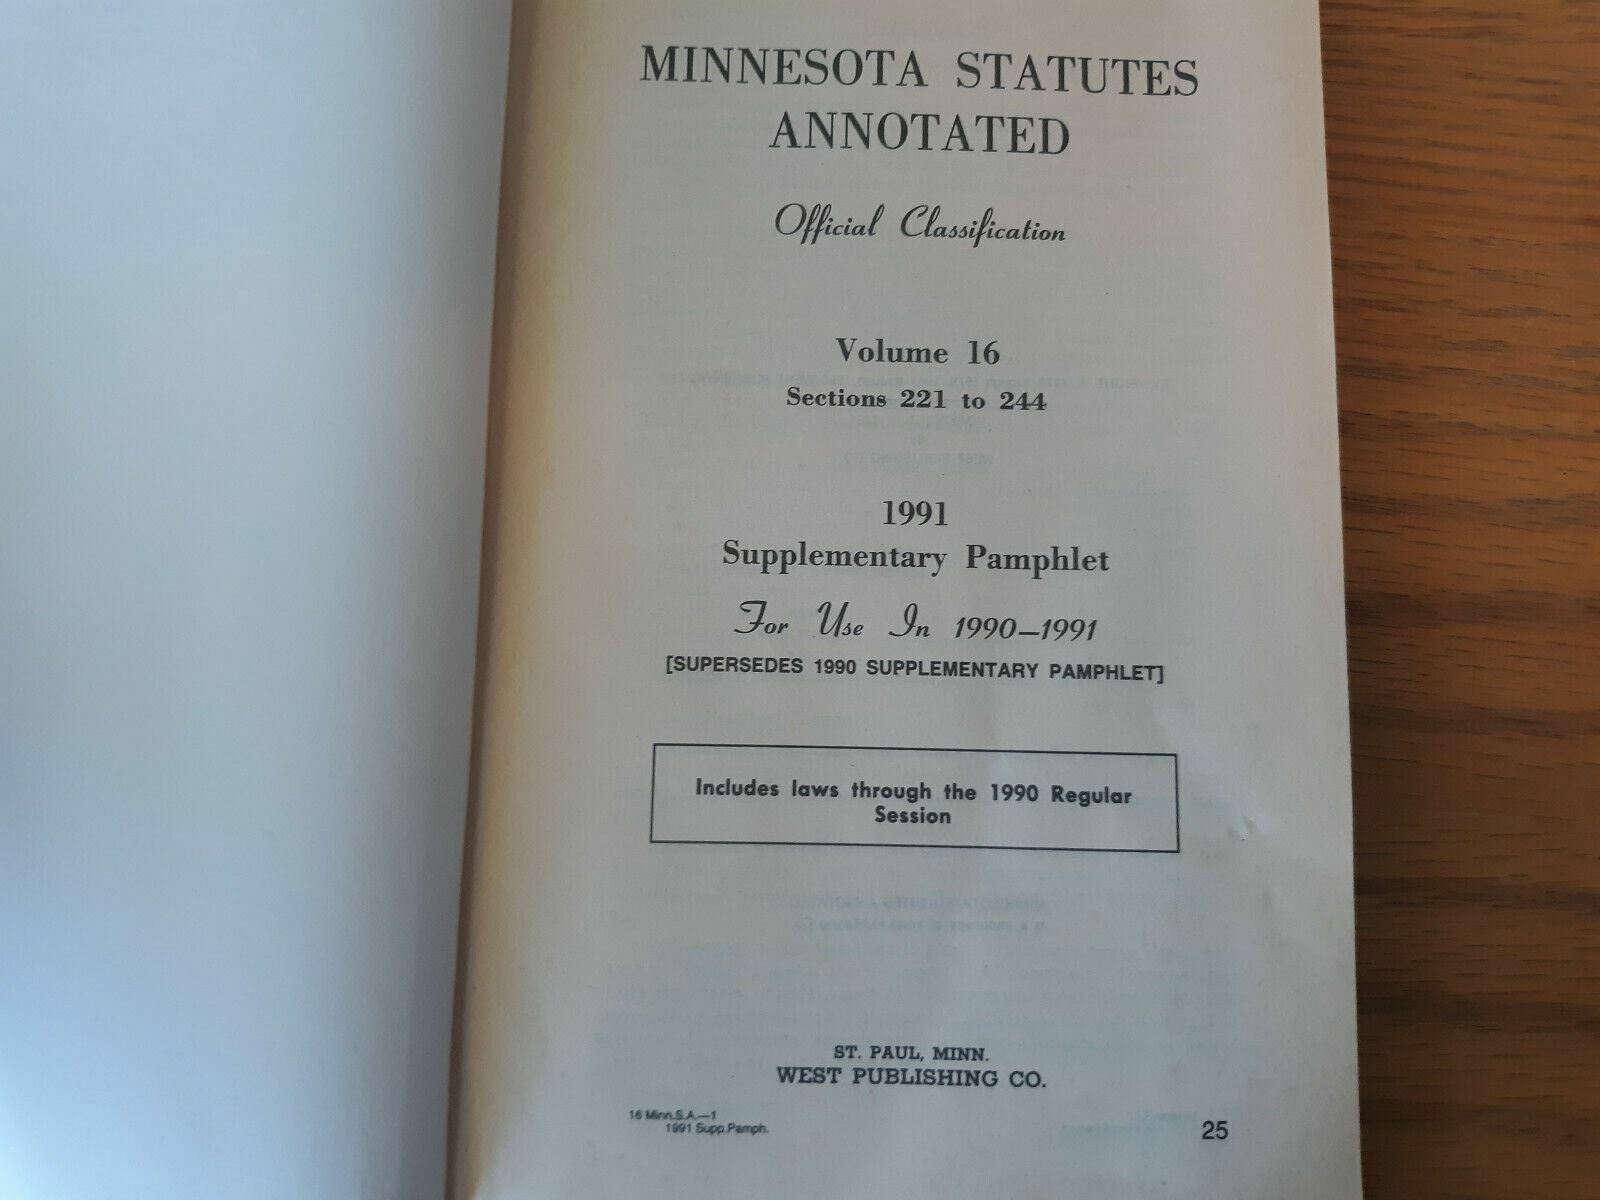 MINNESOTA STATUTES
ANNOTATED
Official Classification
Volume 16
Sections 221 to 244
1991
Supplementary Pamphlet
For Use In 1990–1991
[SUPERSEDES 1990 SUPPLEMENTARY PAMPHLET]
Includes laws through the 1990 Regular
Session
ST. PAUL, MINN.
WEST PUBLISHING CO.
16 Minn.S.A.—1
1991 Supp.Pamph.
25